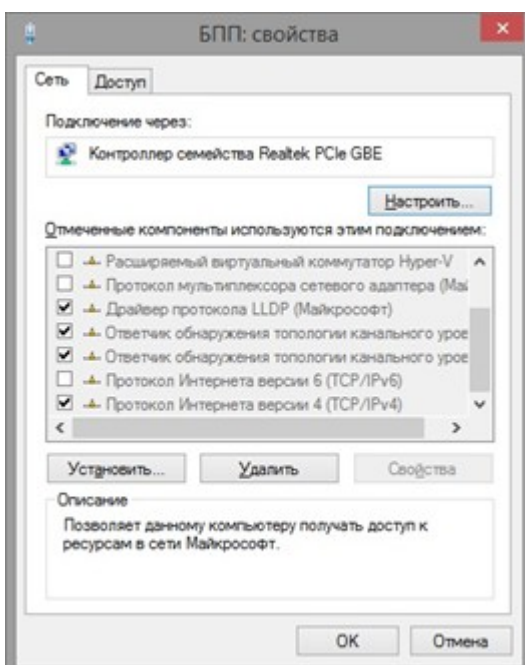 БПП: свойства
Сеть
Доступ
Подключение через:
Контроллер семейства Realtek PCIe GBE
Настроить...
Отмеченные компоненты используются этим подключением:
Расширяемый виртуальный коммутатор Hyper-V
Протокол мультиплексора сетевого адаптера (Май
Драйвер протокола LLDP (Майкрософт)
Ответчик обнаружения топологии канального уров
Ответчик обнаружения топологии канального уров
Протокол Интернета версии 6 (TCP/IPv6)
Протокол Интернета версии 4 (TCP/IPv4)
Установить...
Удалить
Свойства
Описание
Позволяет данному компьютеру получать доступ к
ресурсам в сети Майкрософт.
OK
Отмена